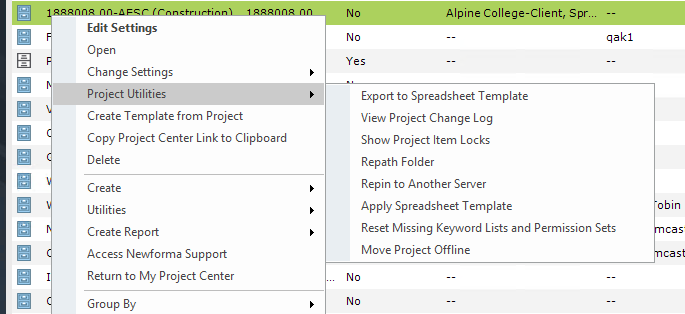 1888008.00-AESC (Construction) 1888008.00 No Alpine College-Client, Spr... --
Edit Settings
F No -- qak1
Open
P Yes -- --
Change Settings
Project Utilities
Export to Spreadsheet Template
Create Template from Project
View Project Change Log
Copy Project Center Link to Clipboard
Show Project Item Locks
Delete
Repath Folder
Create
Repin to Another Server
Utilities
Apply Spreadsheet Template
Tobin
Create Report
Reset Missing Keyword Lists and Permission Sets
mcast
Access Newforma Support
Move Project Offline
mcast
Return to My Project Center
I ... No -- --
Group By
No -- --